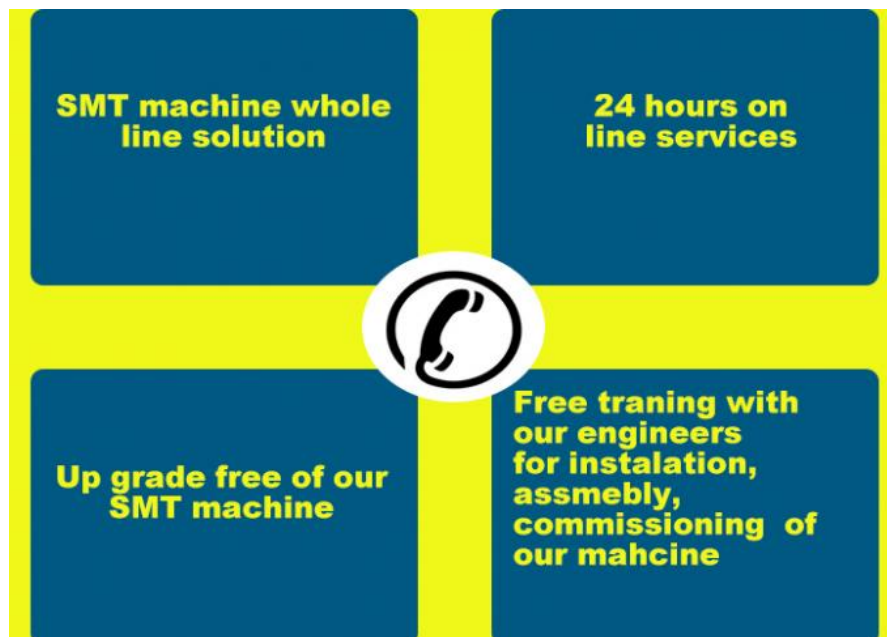 SMT machine whole
line solution
24 hours on
line services
Up grade free of our
SMT machine
Free traning with
our engineers
for instalation,
assmebly,
commissioning of
our mahcine